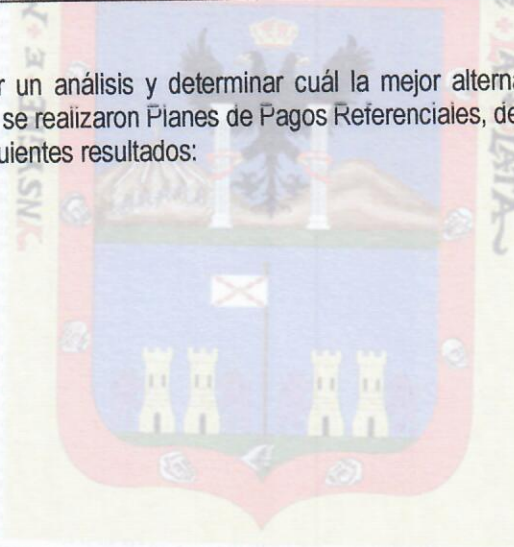 r un análisis y determinar cuál la mejor alterna
se realizaron Planes de Pagos Referenciales, de
uientes resultados: